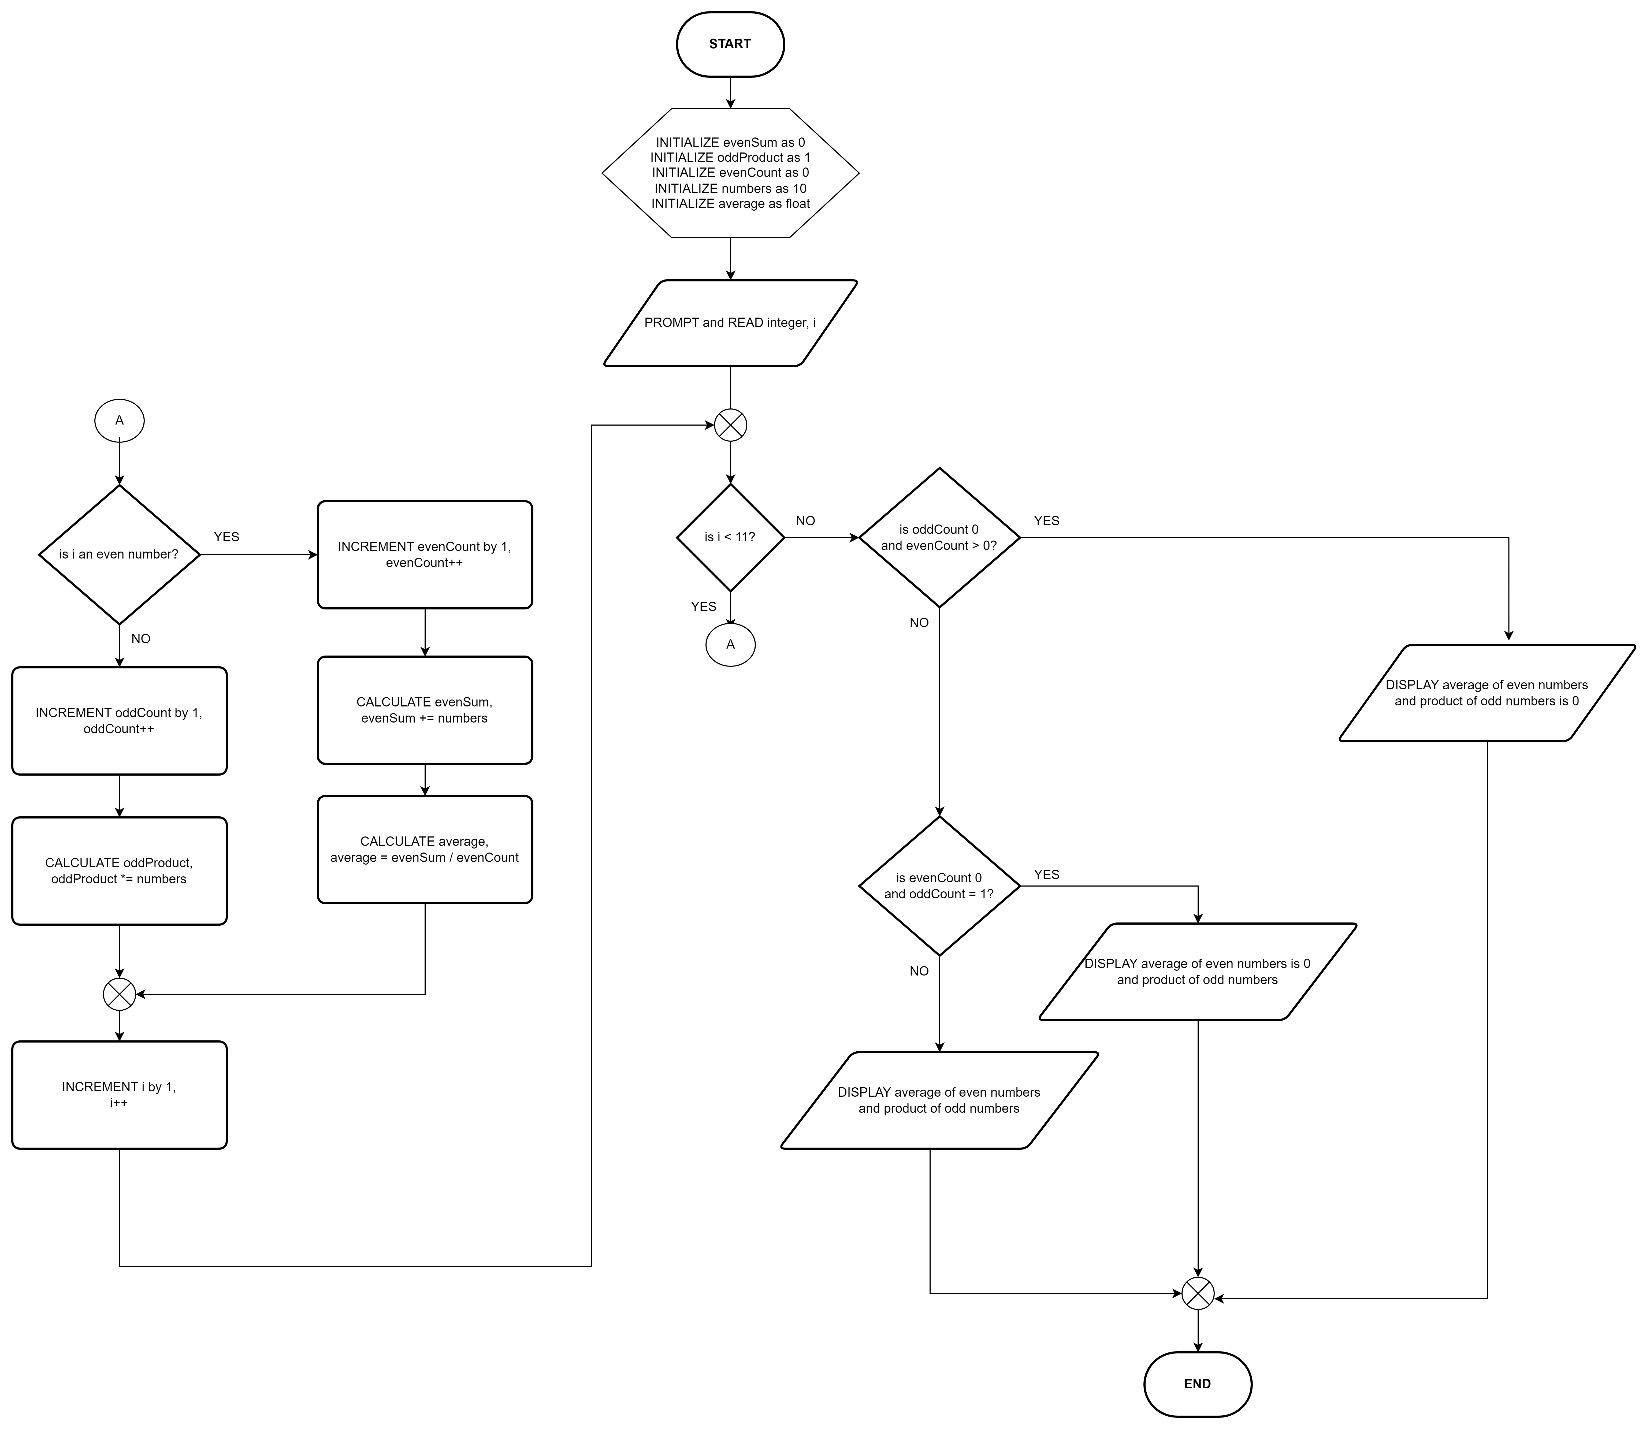 START
INITIALIZE evenSum as 0
INITIALIZE oddProduct as 1
INITIALIZE evenCount as 0
INITIALIZE numbers as 10
INITIALIZE average as float
PROMPT and READ integer, i
is i < 11?
YES
A
NO
is oddCount 0
and evenCount > 0?
YES
DISPLAY average of even numbers
and product of odd numbers is 0
NO
is evenCount 0
and oddCount = 1?
YES
DISPLAY average of even numbers is 0
and product of odd numbers
NO
DISPLAY average of even numbers
and product of odd numbers
END
A
is i an even number?
YES
INCREMENT evenCount by 1,
evenCount++
CALCULATE evenSum,
evenSum += numbers
CALCULATE average,
average = evenSum / evenCount
NO
INCREMENT oddCount by 1,
oddCount++
CALCULATE oddProduct,
oddProduct *= numbers
INCREMENT i by 1,
i++